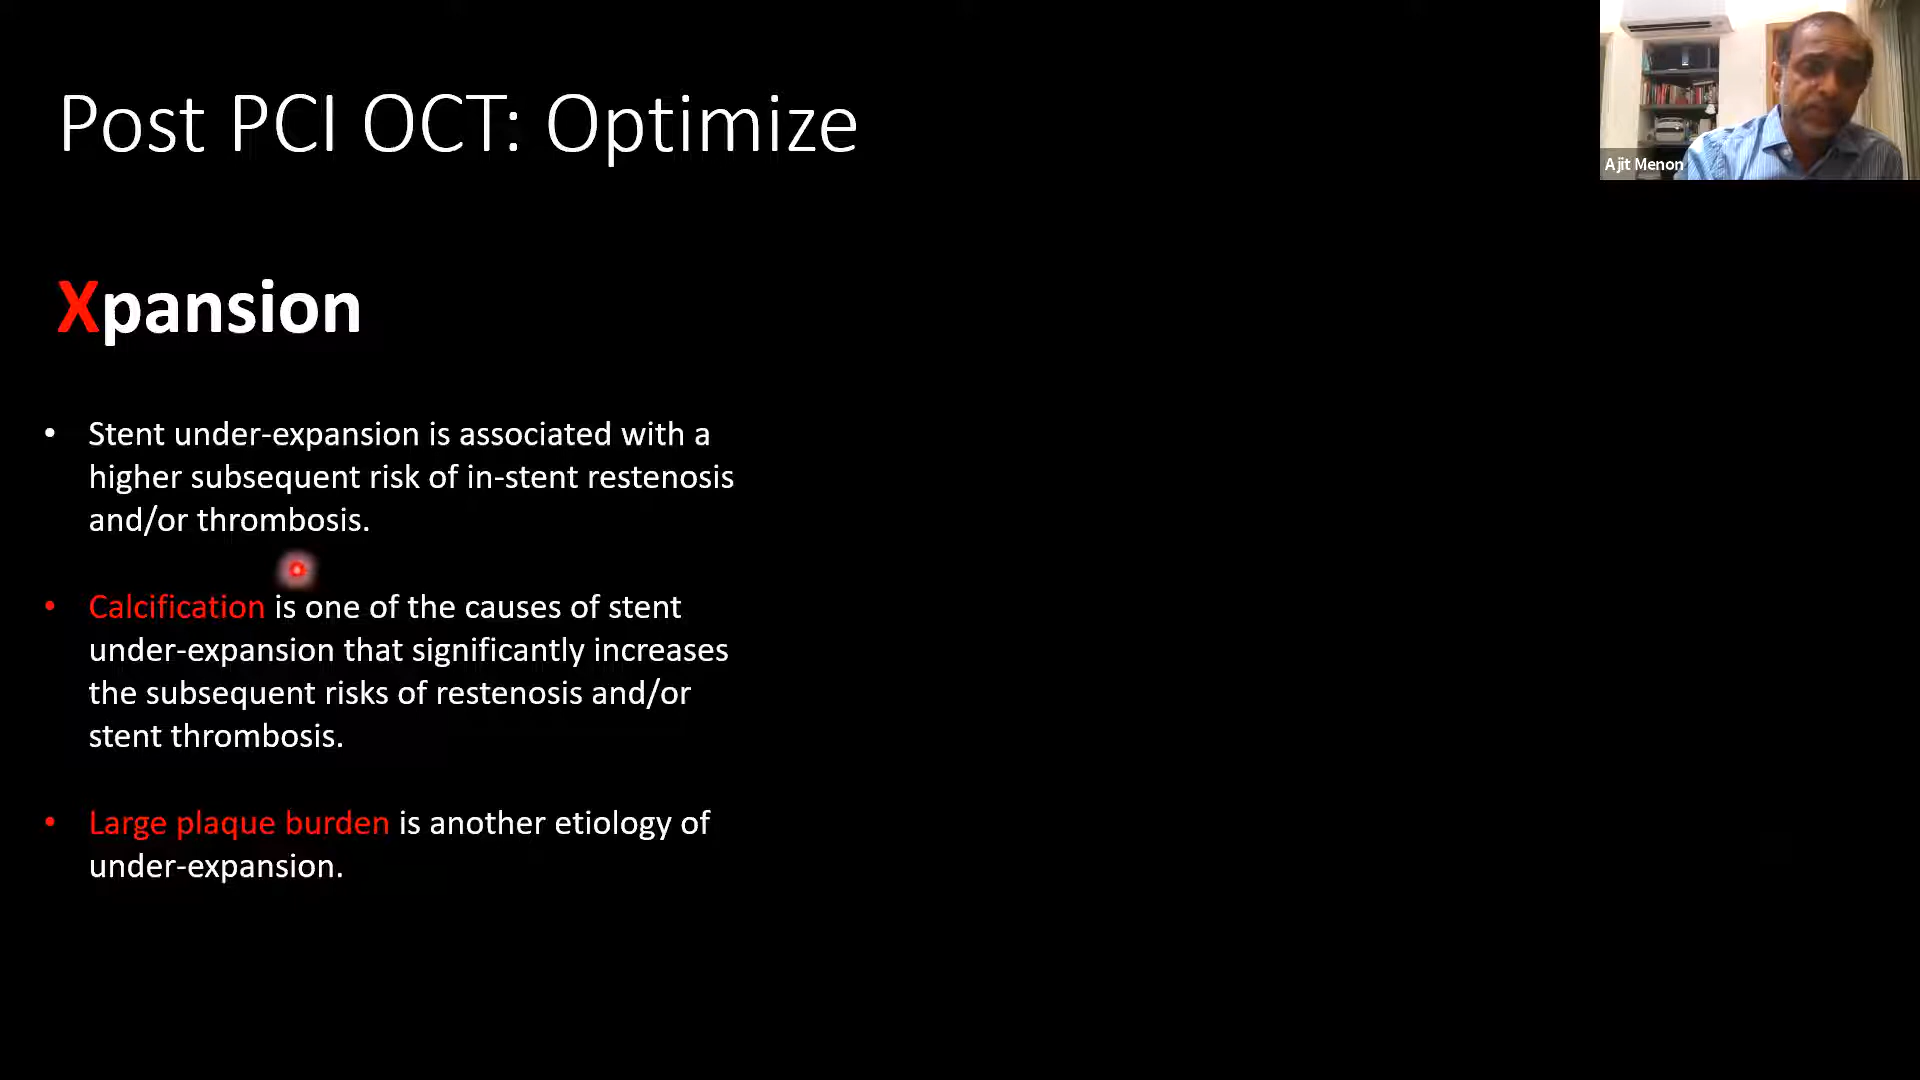 Post PCI OCT: Optimize
Ajit Menon
Xpansion
• Stent under-expansion is associated with a
higher subsequent risk of in-stent restenosis
and/or thrombosis.
• Calcification is one of the causes of stent
under-expansion that significantly increases
the subsequent risks of restenosis and/or
stent thrombosis.
• Large plaque burden is another etiology of
under-expansion.